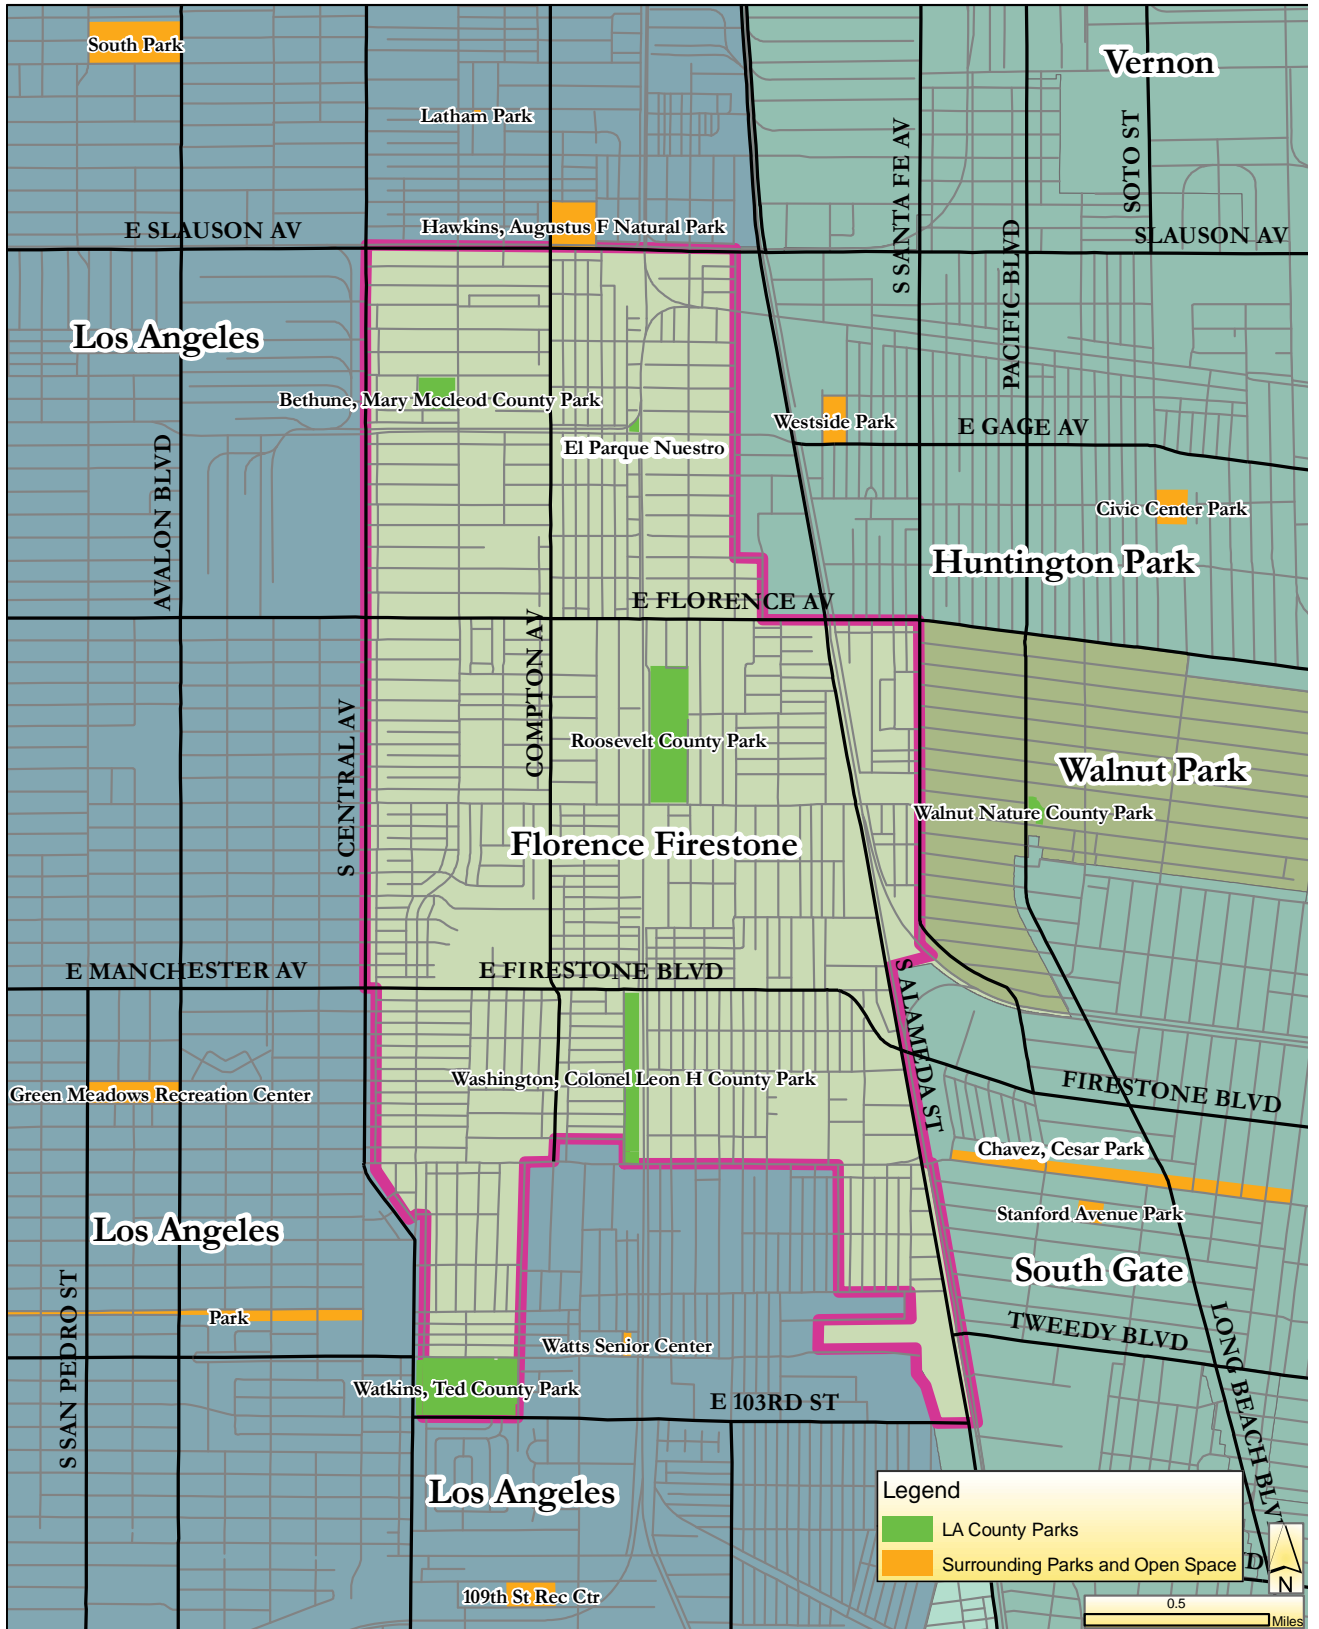 South Park
Vernon
Latham Park
S SANTA FE AV
SOTO ST
Hawkins, Augustus F Natural Park
E SLAUSON AV
SLAUSON AV
PACIFIC BLVD
Los Angeles
Bethune, Mary Mccleod County Park
Westside Park
E GAGE AV
El Parque Nuestro
AVALON BLVD
Civic Center Park
Huntington Park
E FLORENCE AV
COMPTON AV
S CENTRAL AV
Roosevelt County Park
Walnut Park
Walnut Nature County Park
Florence Firestone
E MANCHESTER AV
E FIRESTONE BLVD
S ALAMEDA ST
Washington, Colonel Leon H County Park
Green Meadows Recreation Center
FIRESTONE BLVD
Chavez, Cesar Park
Stanford Avenue Park
Los Angeles
South Gate
S SAN PEDRO ST
Park
TWEEDY BLVD
LONG BEACH BLV
Watts Senior Center
Watkins, Ted County Park
E 103RD ST
Los Angeles
Legend
LA County Parks
Surrounding Parks and Open Space
D
N
109th St Rec Ctr
0.5
Miles